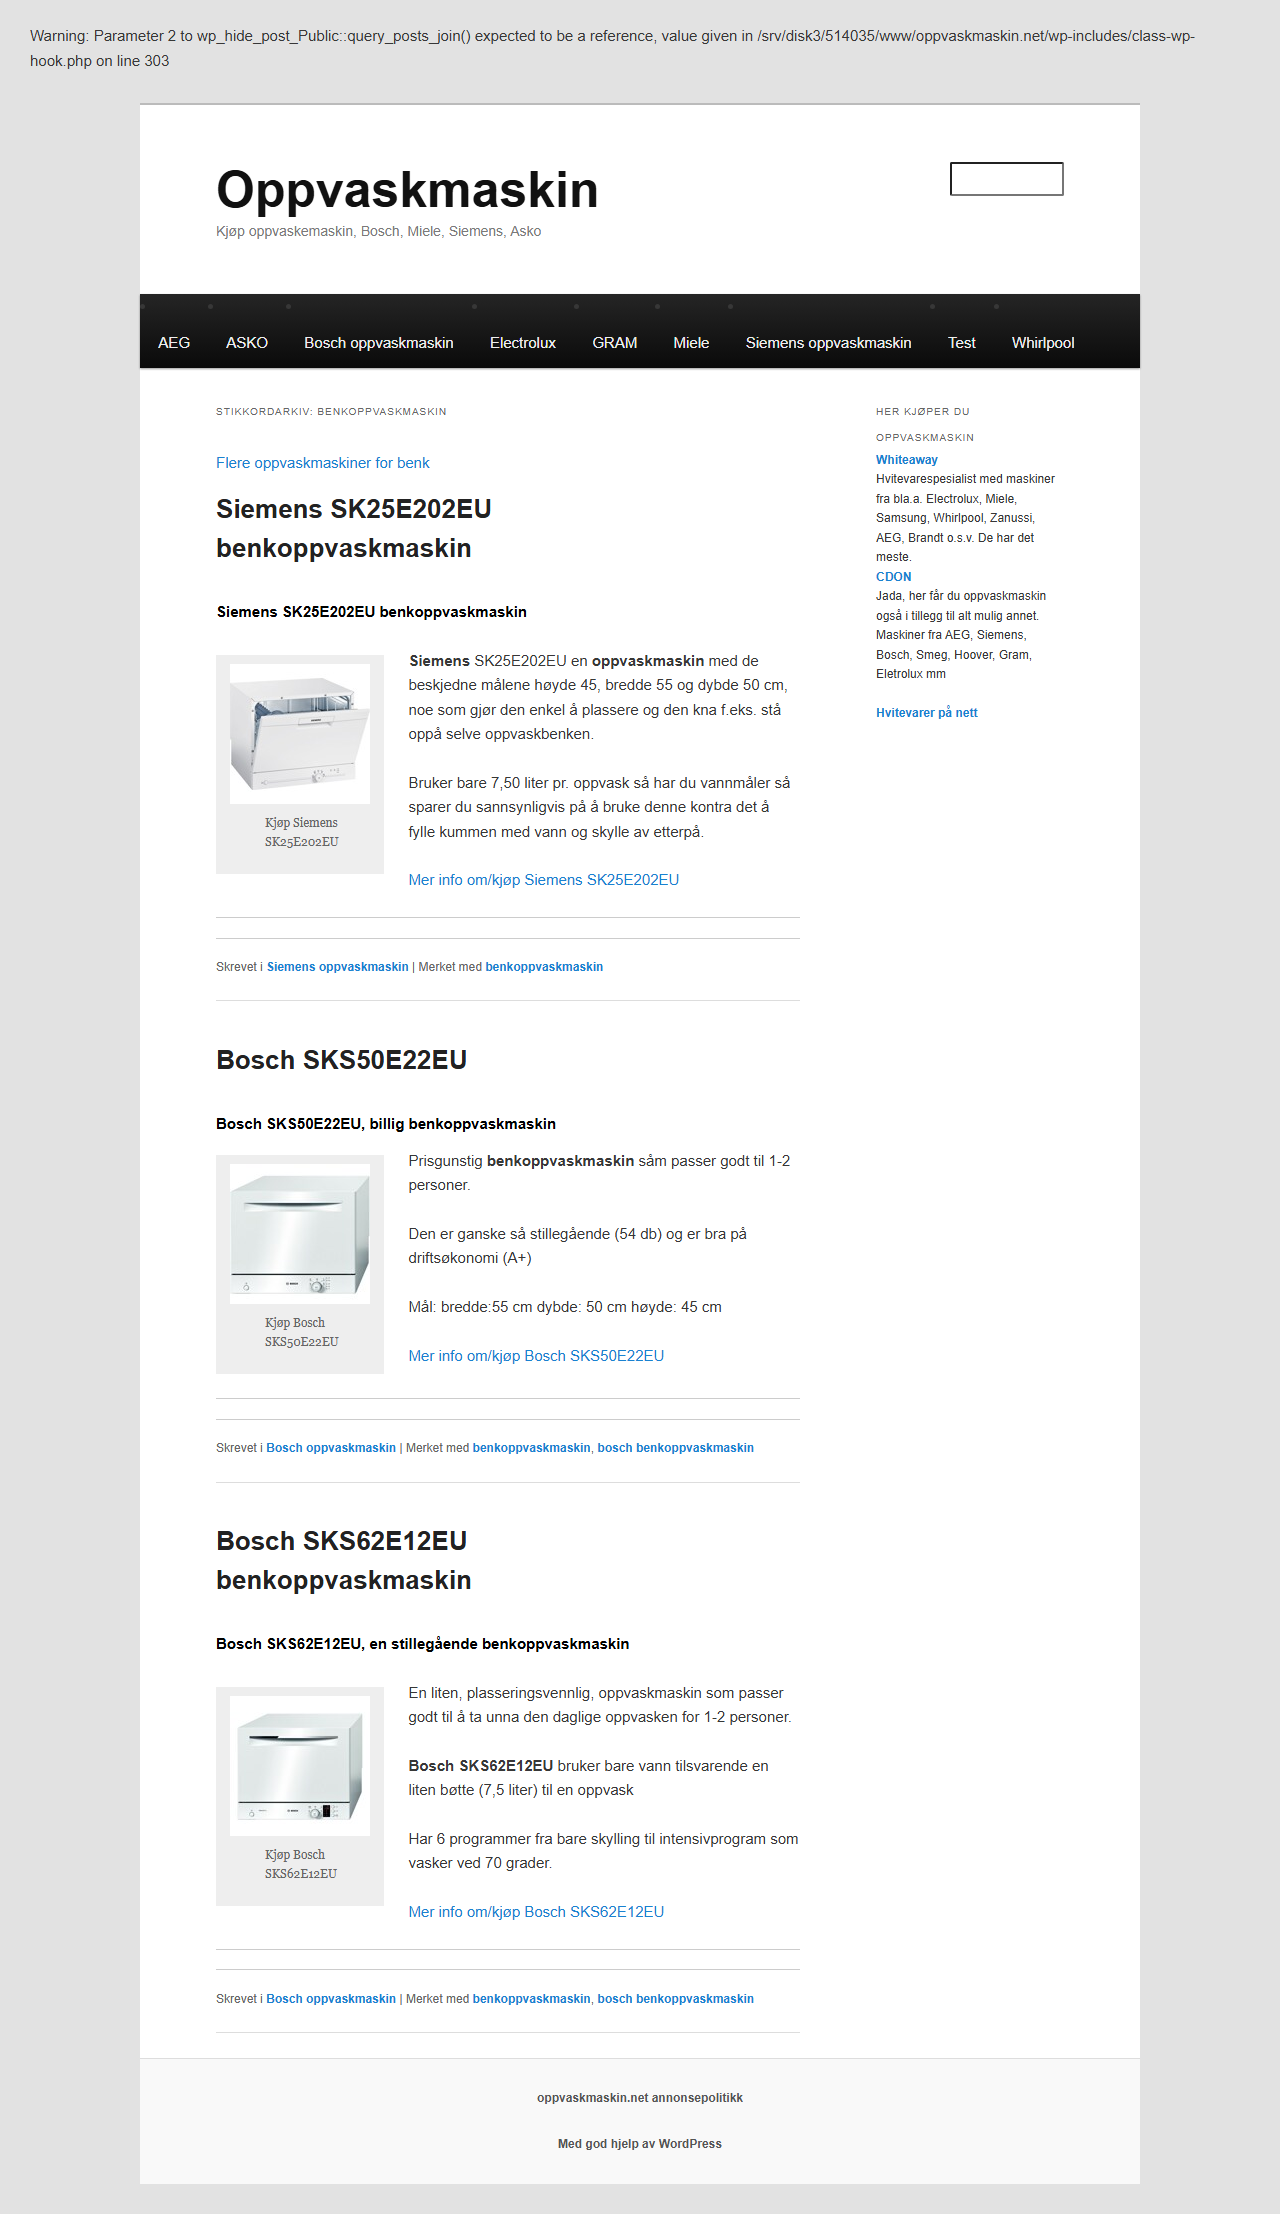 Warning: Parameter 2 to wp_hide_post_Public::query_posts_join() expected to be a reference, value given in /srv/disk3/514035/www/oppvaskmaskin.net/wp-includes/class-wp-
hook.php on line 303
Oppvaskmaskin
Kjøp oppvaskemaskin, Bosch, Miele, Siemens, Asko
AEG ASKO Bosch oppvaskmaskin Electrolux GRAM Miele Siemens oppvaskmaskin Test Whirlpool
STIKKORDARKIV: BENKOPPVASKMASKIN
Flere oppvaskmaskiner for benk
Siemens SK25E202EU
benkoppvaskmaskin
Siemens SK25E202EU benkoppvaskmaskin
Kjøp Siemens
SK25E202EU
Siemens SK25E202EU en oppvaskmaskin med de
beskjedne målene høyde 45, bredde 55 og dybde 50 cm,
noe som gjør den enkel å plassere og den kna f.eks. stå
oppå selve oppvaskbenken.
Bruker bare 7,50 liter pr. oppvask så har du vannmåler så
sparer du sannsynligvis på å bruke denne kontra det å
fylle kummen med vann og skylle av etterpå.
Mer info om/kjøp Siemens SK25E202EU
Skrevet i Siemens oppvaskmaskin | Merket med benkoppvaskmaskin
Bosch SKS50E22EU
Bosch SKS50E22EU, billig benkoppvaskmaskin
Kjøp Bosch
SKS50E22EU
Prisgunstig benkoppvaskmaskin såm passer godt til 1-2
personer.
Den er ganske så stillegående (54 db) og er bra på
driftsøkonomi (A+)
Mål: bredde:55 cm dybde: 50 cm høyde: 45 cm
Mer info om/kjøp Bosch SKS50E22EU
Skrevet i Bosch oppvaskmaskin | Merket med benkoppvaskmaskin, bosch benkoppvaskmaskin
Bosch SKS62E12EU
benkoppvaskmaskin
Bosch SKS62E12EU, en stillegående benkoppvaskmaskin
Kjøp Bosch
SKS62E12EU
En liten, plasseringsvennlig, oppvaskmaskin som passer
godt til å ta unna den daglige oppvasken for 1-2 personer.
Bosch SKS62E12EU bruker bare vann tilsvarende en
liten bøtte (7,5 liter) til en oppvask
Har 6 programmer fra bare skylling til intensivprogram som
vasker ved 70 grader.
Mer info om/kjøp Bosch SKS62E12EU
Skrevet i Bosch oppvaskmaskin | Merket med benkoppvaskmaskin, bosch benkoppvaskmaskin
HER KJØPER DU
OPPVASKMASKIN
Whiteaway
Hvitevarespesialist med maskiner
fra bla.a. Electrolux, Miele,
Samsung, Whirlpool, Zanussi,
AEG, Brandt o.s.v. De har det
meste.
CDON
Jada, her får du oppvaskmaskin
også i tillegg til alt mulig annet.
Maskiner fra AEG, Siemens,
Bosch, Smeg, Hoover, Gram,
Eletrolux mm
Hvitevarer på nett
oppvaskmaskin.net annonsepolitikk
Med god hjelp av WordPress